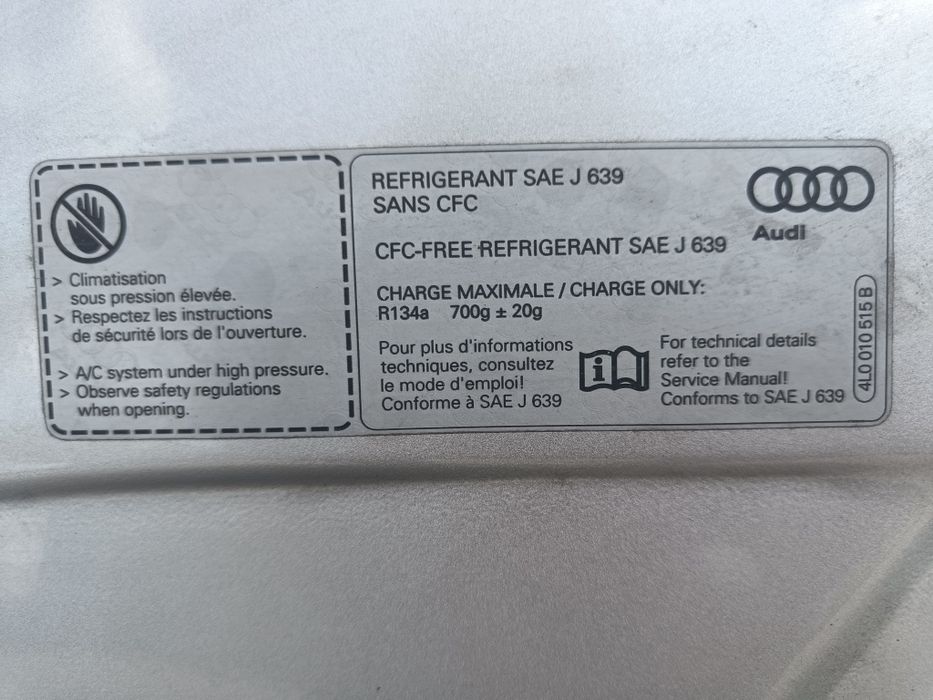 > Climatisation
sous pression élevée.
> Respectez les instructions
de sécurité lors de l'ouverture.
> A/C system under high pressure.
> Observe safety regulations
when opening.
REFRIGERANT SAE J 639
SANS CFC
CFC-FREE REFRIGERANT SAE J 639
CHARGE MAXIMALE / CHARGE ONLY:
R134a 700g ± 20g
Pour plus d'informations
techniques, consultez
le mode d'emploi!
Conforme à SAE J 639
i
For technical details
refer to the
Service Manual!
Conforms to SAE J 639
Audi
4L0 010 515 B